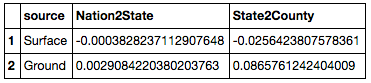 source Nation2State State2County
1 Surface -0.0003828237112907648 -0.0256423807578361
2 Ground 0.0029084220380203763 0.0865761242404009